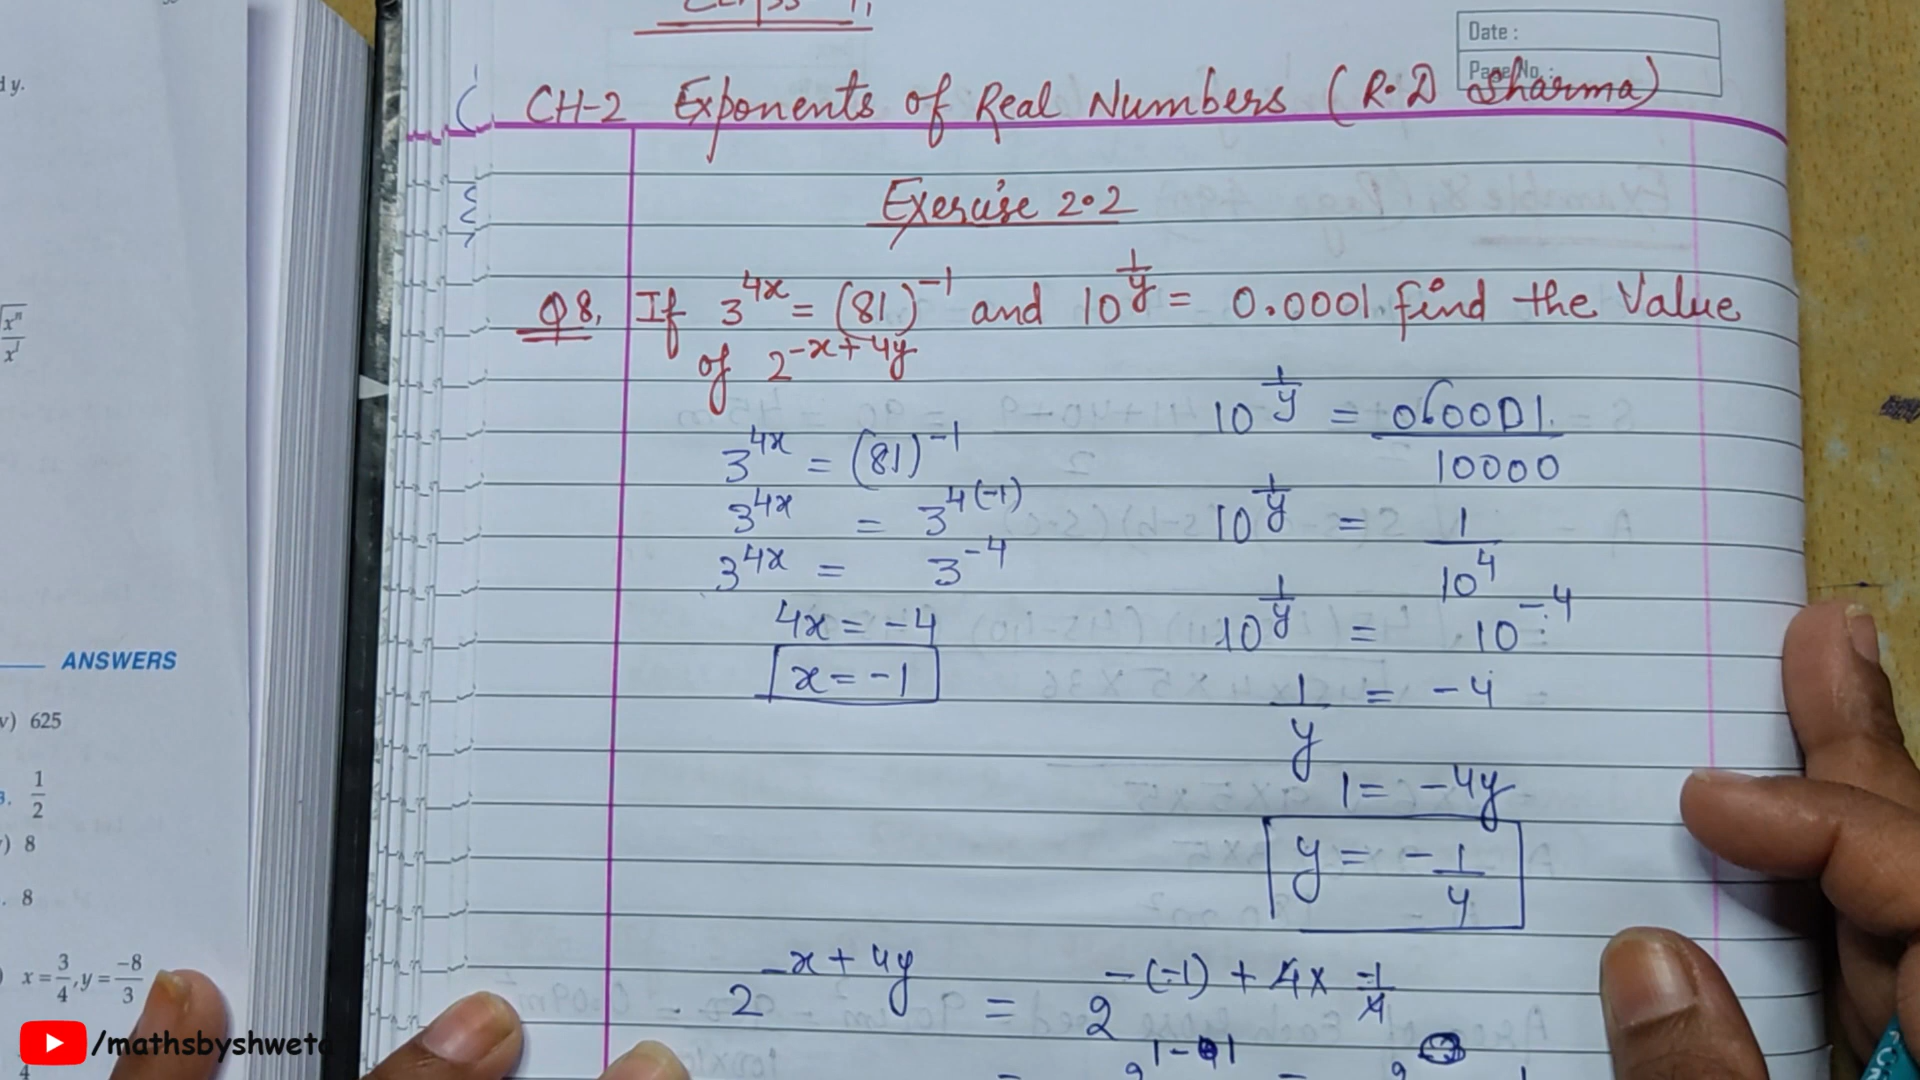 Date :
Page No. :
CH-2 Exponents of Real Numbers (R.D Sharma)
Exercise 2.2
Q8. If 3^4x = (81)^-1 and 10^1/y = 0.0001 find the Value
of 2^-x+4y
3^4x = (81)^-1
3^4x = 3^4(-1)
3^4x = 3^-4
4x = -4
x = -1
10^1/y = 0.0001/10000
10^1/y = 1/10^4
10^1/y = 10^-4
1/y = -4
1 = -4y
y = -1/4
2^-x+4y = 2^-(-1)+4x-1/4
d y.
ANSWERS
v) 625
1/2
) 8
. 8
x = 3/4, y = -8/3
4
/mathsbyshweta